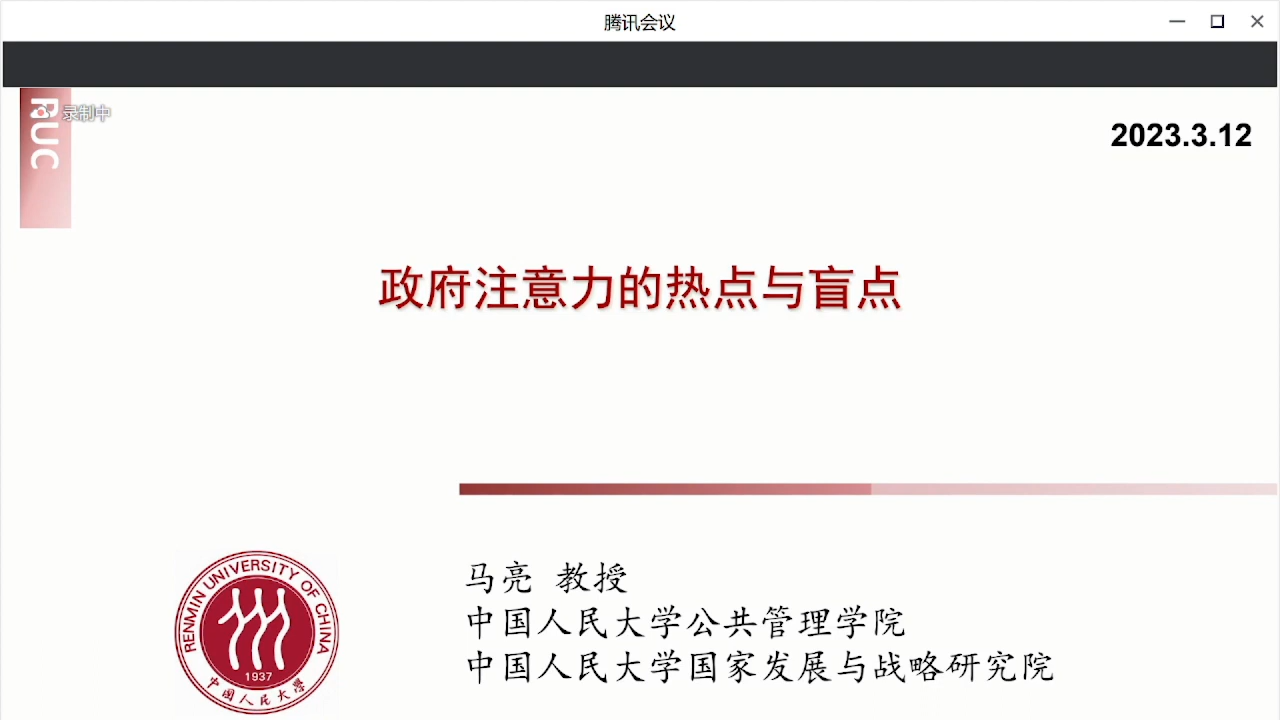 腾讯会议
RUC
录制中
2023.3.12
政府注意力的热点与盲点
马亮 教授
中国人民大学公共管理学院
中国人民大学国家发展与战略研究院
RENMIN UNIVERSITY OF CHINA
1937
中国人民大学